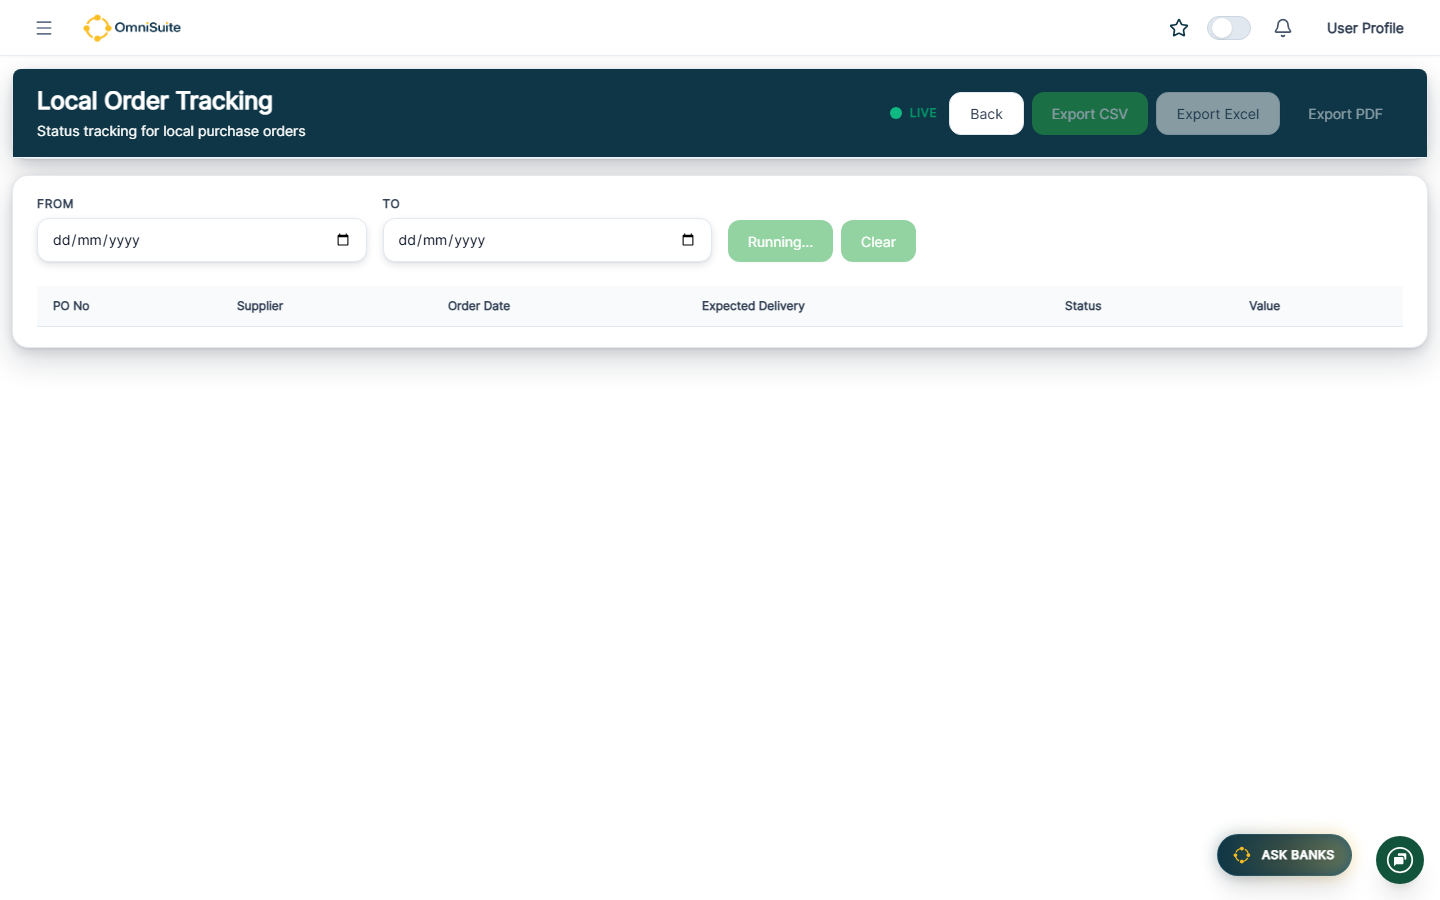 OmniSuite
User Profile
Local Order Tracking
Status tracking for local purchase orders
LIVE
Back
Export CSV
Export Excel
Export PDF
FROM
TO
dd/mm/yyyy
dd/mm/yyyy
Running...
Clear
PO No Supplier Order Date Expected Delivery Status Value
ASK BANKS